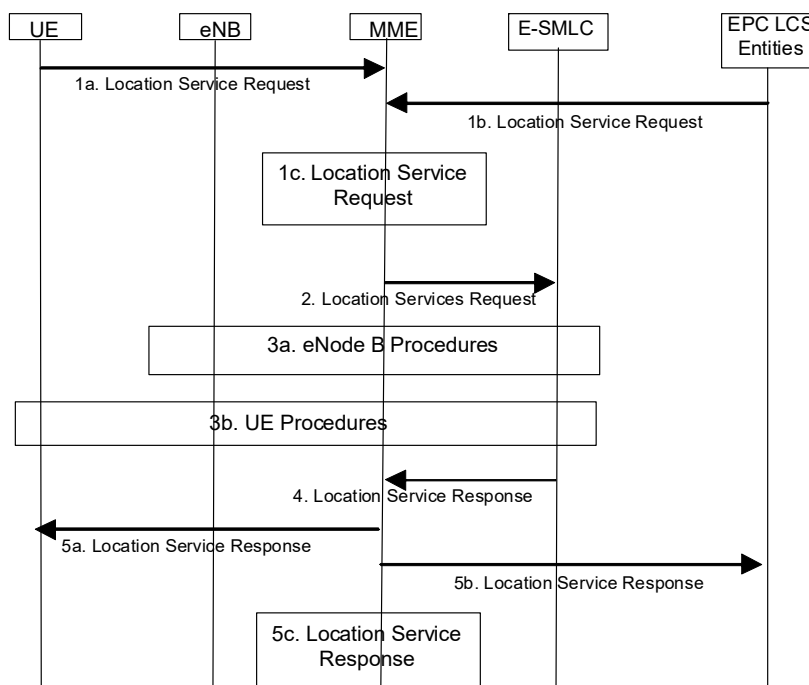 UE
eNB
MME
E-SMLC
EPC LCS
Entities
1a. Location Service Request
1b. Location Service Request
1c. Location Service
Request
2. Location Services Request
3a. eNode B Procedures
3b. UE Procedures
4. Location Service Response
5a. Location Service Response
5b. Location Service Response
5c. Location Service
Response